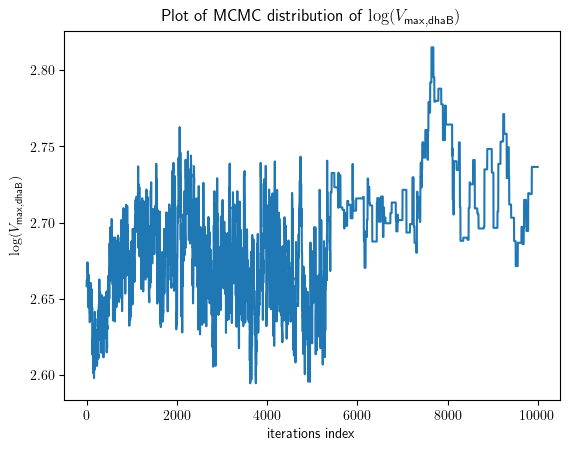 Plot of MCMC distribution of log(V_max,dhaB)
log(V_max,dhaB)
2.80
2.75
2.70
2.65
2.60
0 2000 4000 6000 8000 10000
iterations index